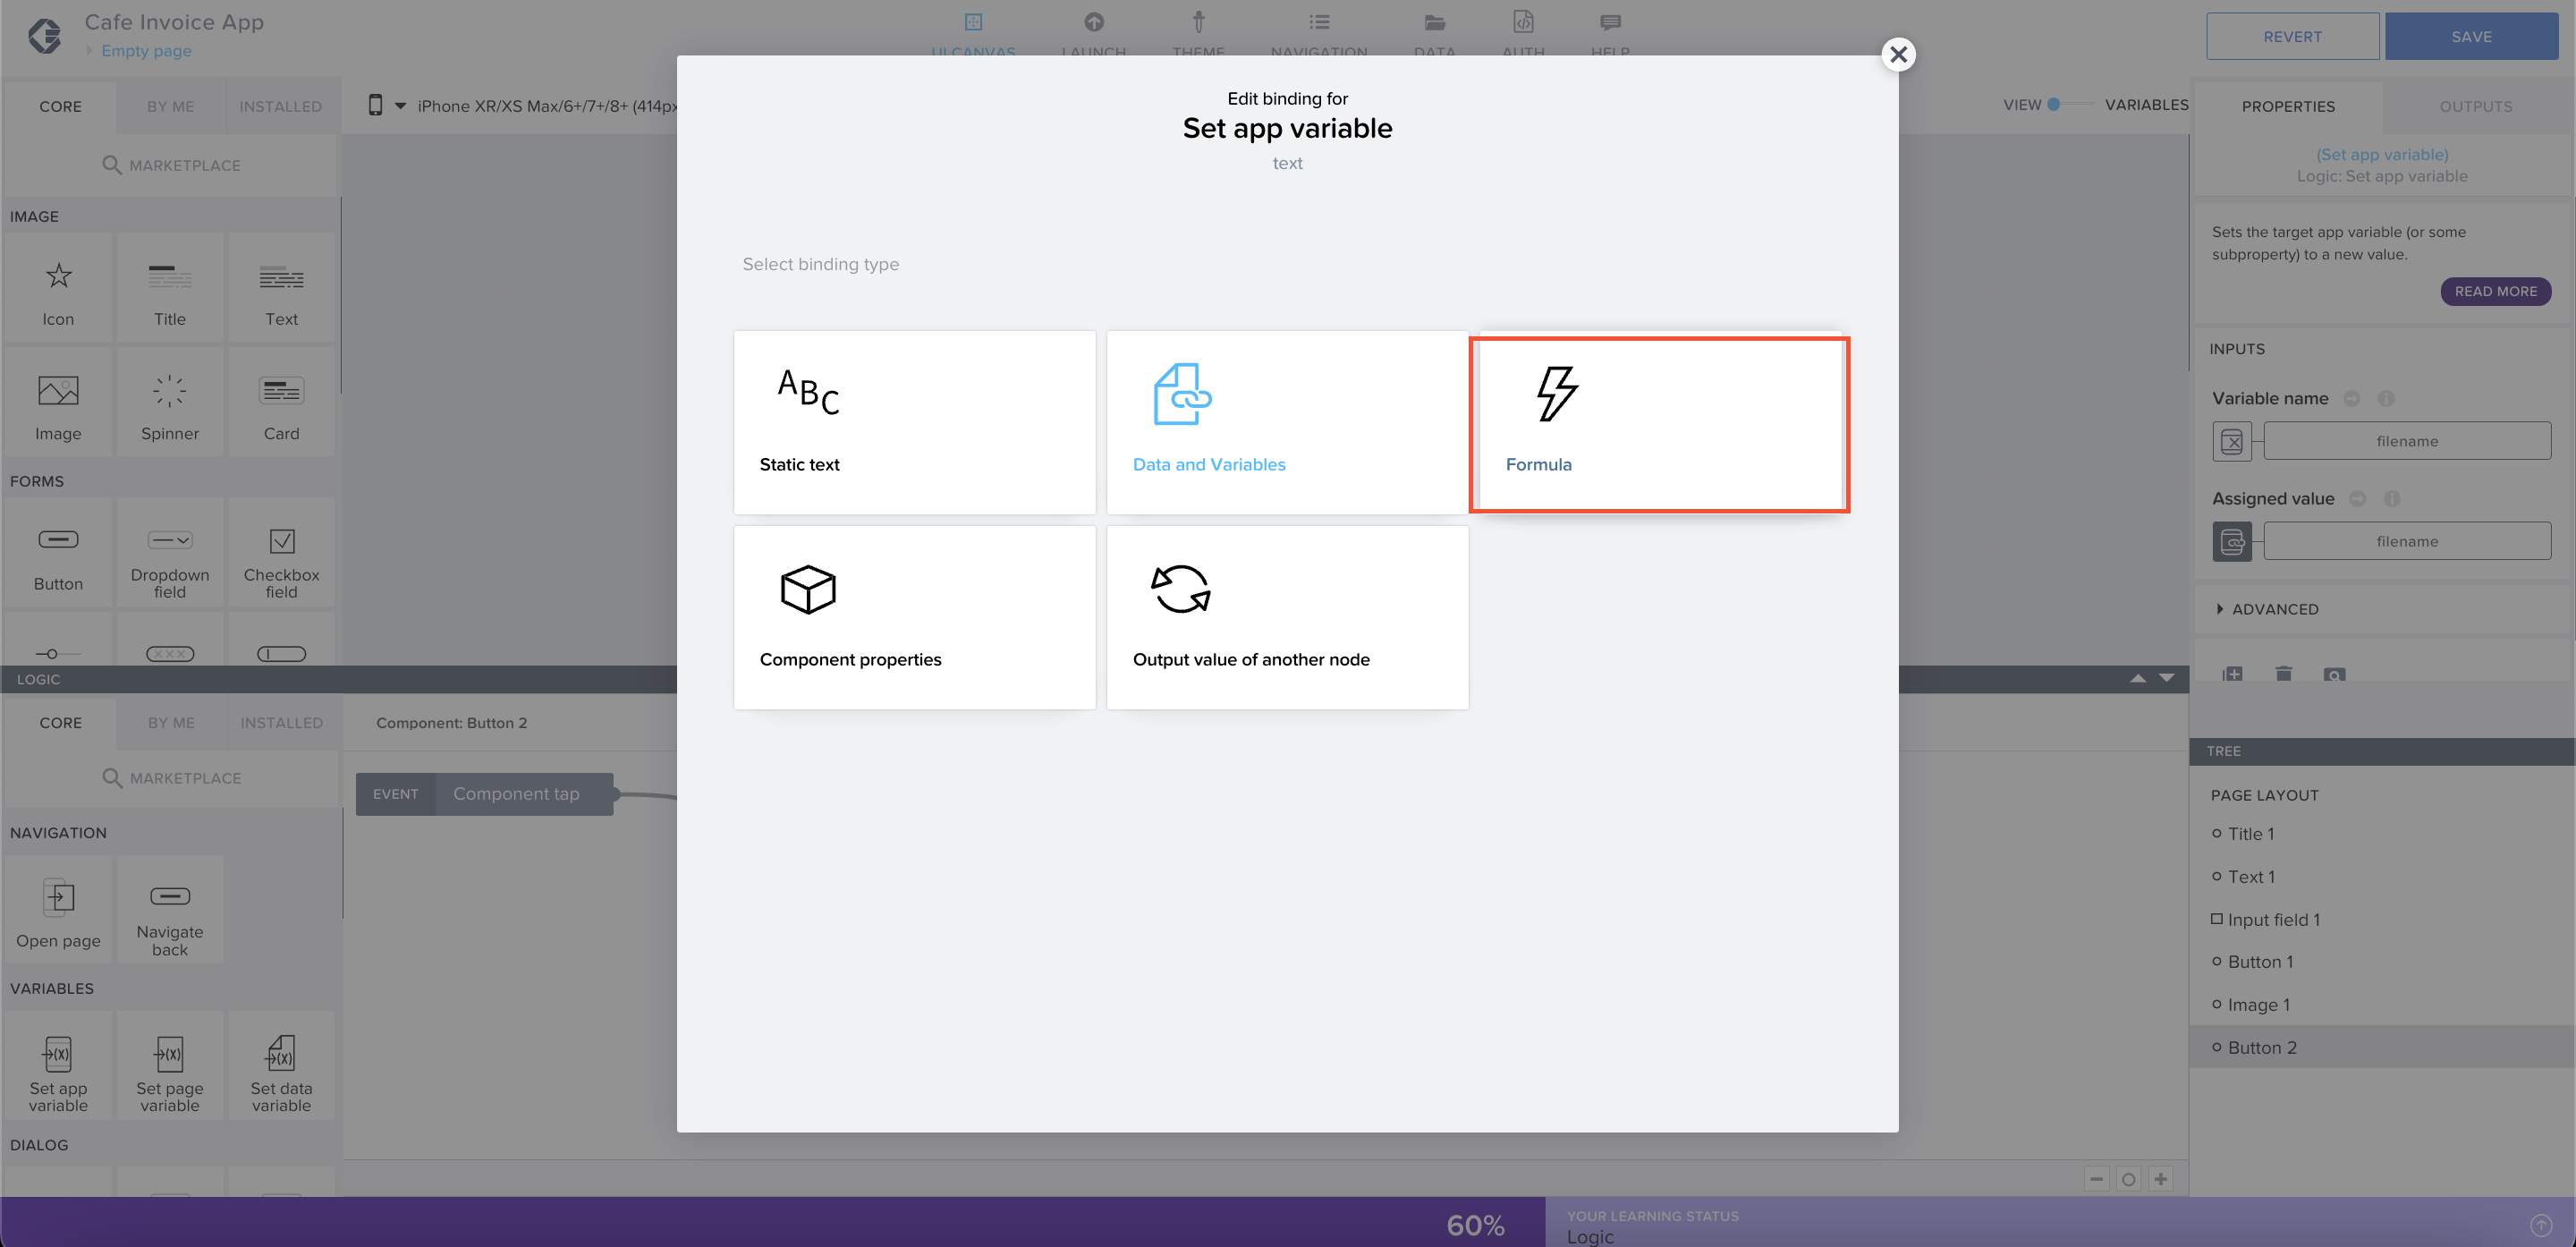 Cafe Invoice App
Empty page
UI CANVAS
LAUNCH
THEME
NAVIGATION
DATA
AUTH
HELP
REVERT
SAVE
CORE
BY ME
INSTALLED
iPhone XR/XS Max/6+/7+/8+ (414px
VIEW
VARIABLES
PROPERTIES
OUTPUTS
MARKETPLACE
IMAGE
Icon
Title
Text
Image
Spinner
Card
FORMS
Button
Dropdown
field
Checkbox
field
Edit binding for
Set app variable
text
Select binding type
ABC
Static text
Data and Variables
Formula
Component properties
Output value of another node
(Set app variable)
Logic: Set app variable
Sets the target app variable (or some
subproperty) to a new value.
READ MORE
INPUTS
Variable name
filename
Assigned value
filename
ADVANCED
LOGIC
CORE
BY ME
INSTALLED
Component: Button 2
MARKETPLACE
EVENT
Component tap
NAVIGATION
Open page
Navigate
back
VARIABLES
Set app
variable
Set page
variable
Set data
variable
DIALOG
TREE
PAGE LAYOUT
Title 1
Text 1
Input field 1
Button 1
Image 1
Button 2
60%
YOUR LEARNING STATUS
Logic